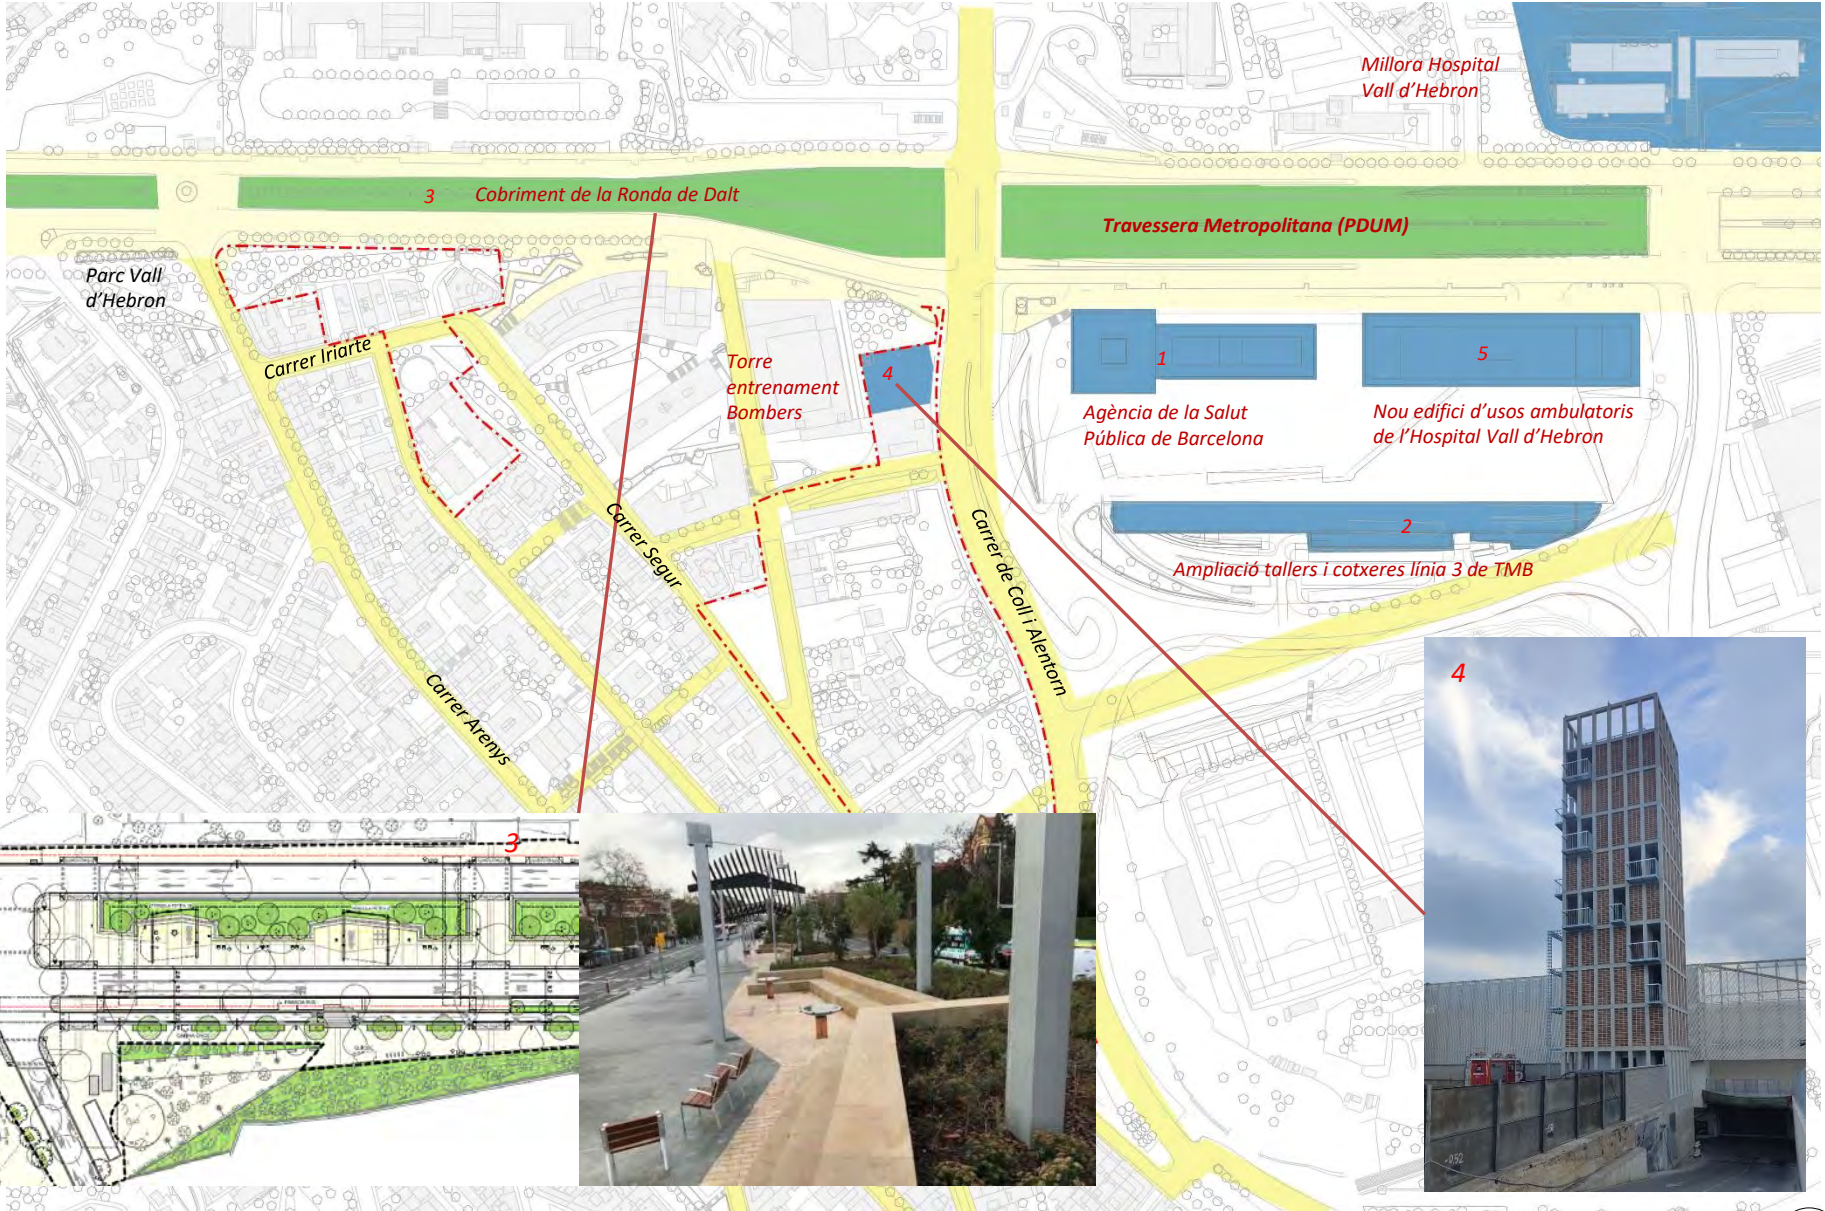 Millora Hospital
Vall d'Hebron
3 Cobriment de la Ronda de Dalt
Travessera Metropolitana (PDUM)
Parc Vall
d'Hebron
Carrer Iriarte
Torre
entrenament
Bombers
4
1
5
Agència de la Salut
Pública de Barcelona
Nou edifici d'usos ambulatoris
de l'Hospital Vall d'Hebron
2
Ampliació tallers i cotxeres línia 3 de TMB
Carrer Segur
Carrer de Coll i Alentorn
Carrer Arenys
3
4